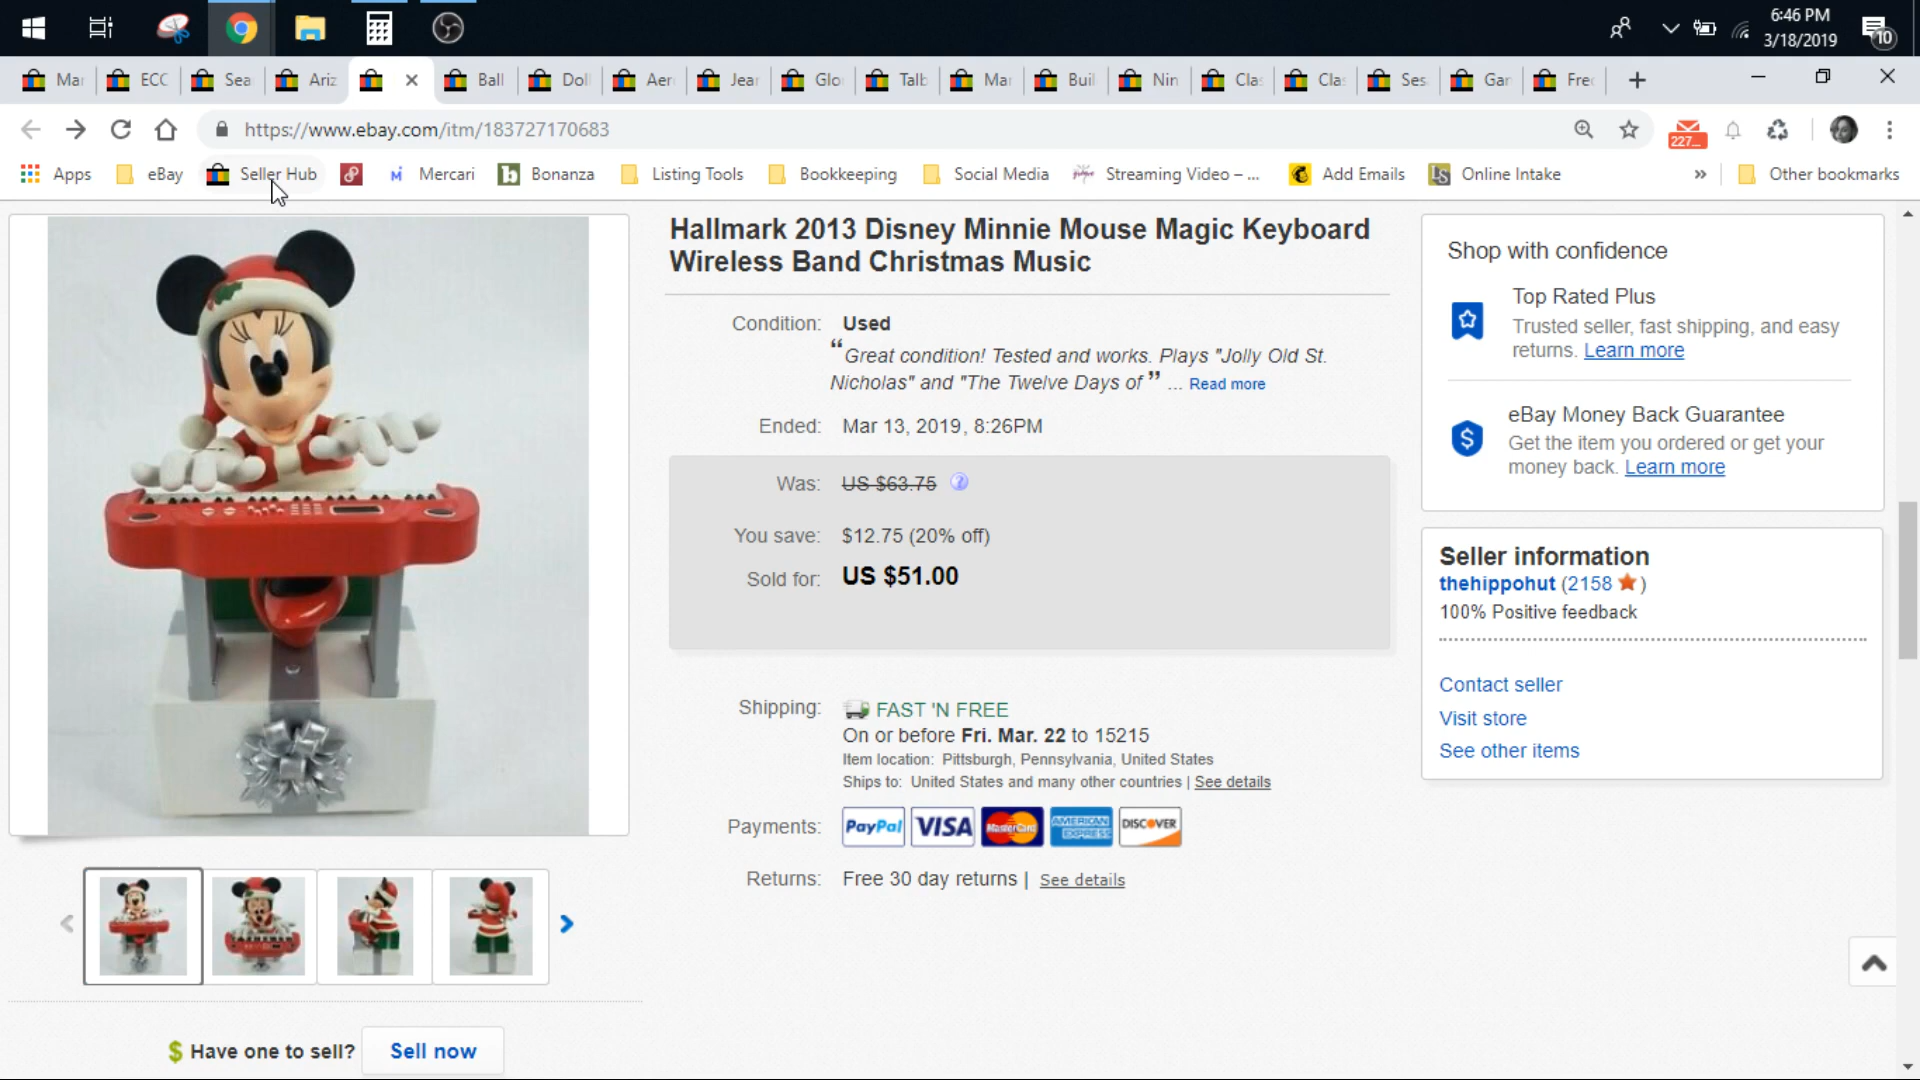 6:46 PM
3/18/2019
10
Mar
ECC
Sea
Ariz
Ball
Doll
Aer
Jear
Glo
Talb
Mar
Buil
Nin
Cla
Cla
Ses
Gar
Fre
https://www.ebay.com/itm/183727170683
227...
Apps
eBay
Seller Hub
Mercari
Bonanza
Listing Tools
Bookkeeping
Social Media
Streaming Video – ...
Add Emails
Online Intake
»
Other bookmarks
Hallmark 2013 Disney Minnie Mouse Magic Keyboard
Wireless Band Christmas Music
Condition: Used
“Great condition! Tested and works. Plays "Jolly Old St.
Nicholas" and "The Twelve Days of ” ... Read more
Ended: Mar 13, 2019, 8:26PM
Was: US $63.75
You save: $12.75 (20% off)
Sold for: US $51.00
Shipping: FAST 'N FREE
On or before Fri. Mar. 22 to 15215
Item location: Pittsburgh, Pennsylvania, United States
Ships to: United States and many other countries | See details
Payments: PayPal VISA MasterCard AMERICAN EXPRESS DISCOVER
Returns: Free 30 day returns | See details
Shop with confidence
Top Rated Plus
Trusted seller, fast shipping, and easy
returns. Learn more
eBay Money Back Guarantee
Get the item you ordered or get your
money back. Learn more
Seller information
thehippohut (2158 )
100% Positive feedback
Contact seller
Visit store
See other items
$ Have one to sell? Sell now